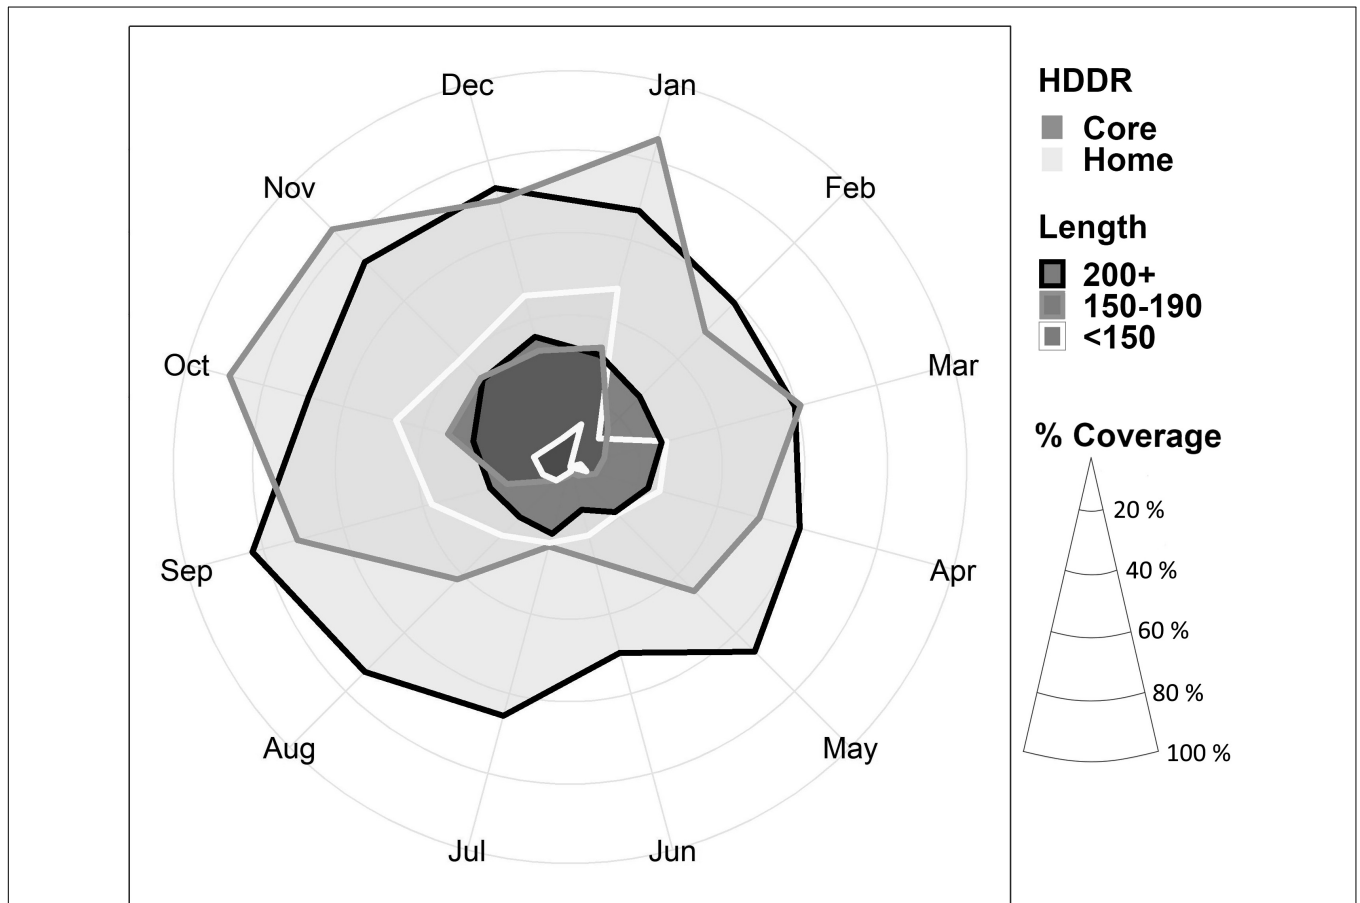 Dec
Jan
Nov
Feb
Oct
Mar
Sep
Apr
Aug
May
Jul
Jun
HDDR
Core
Home
Length
200+
150-190
<150
% Coverage
20 %
40 %
60 %
80 %
100 %